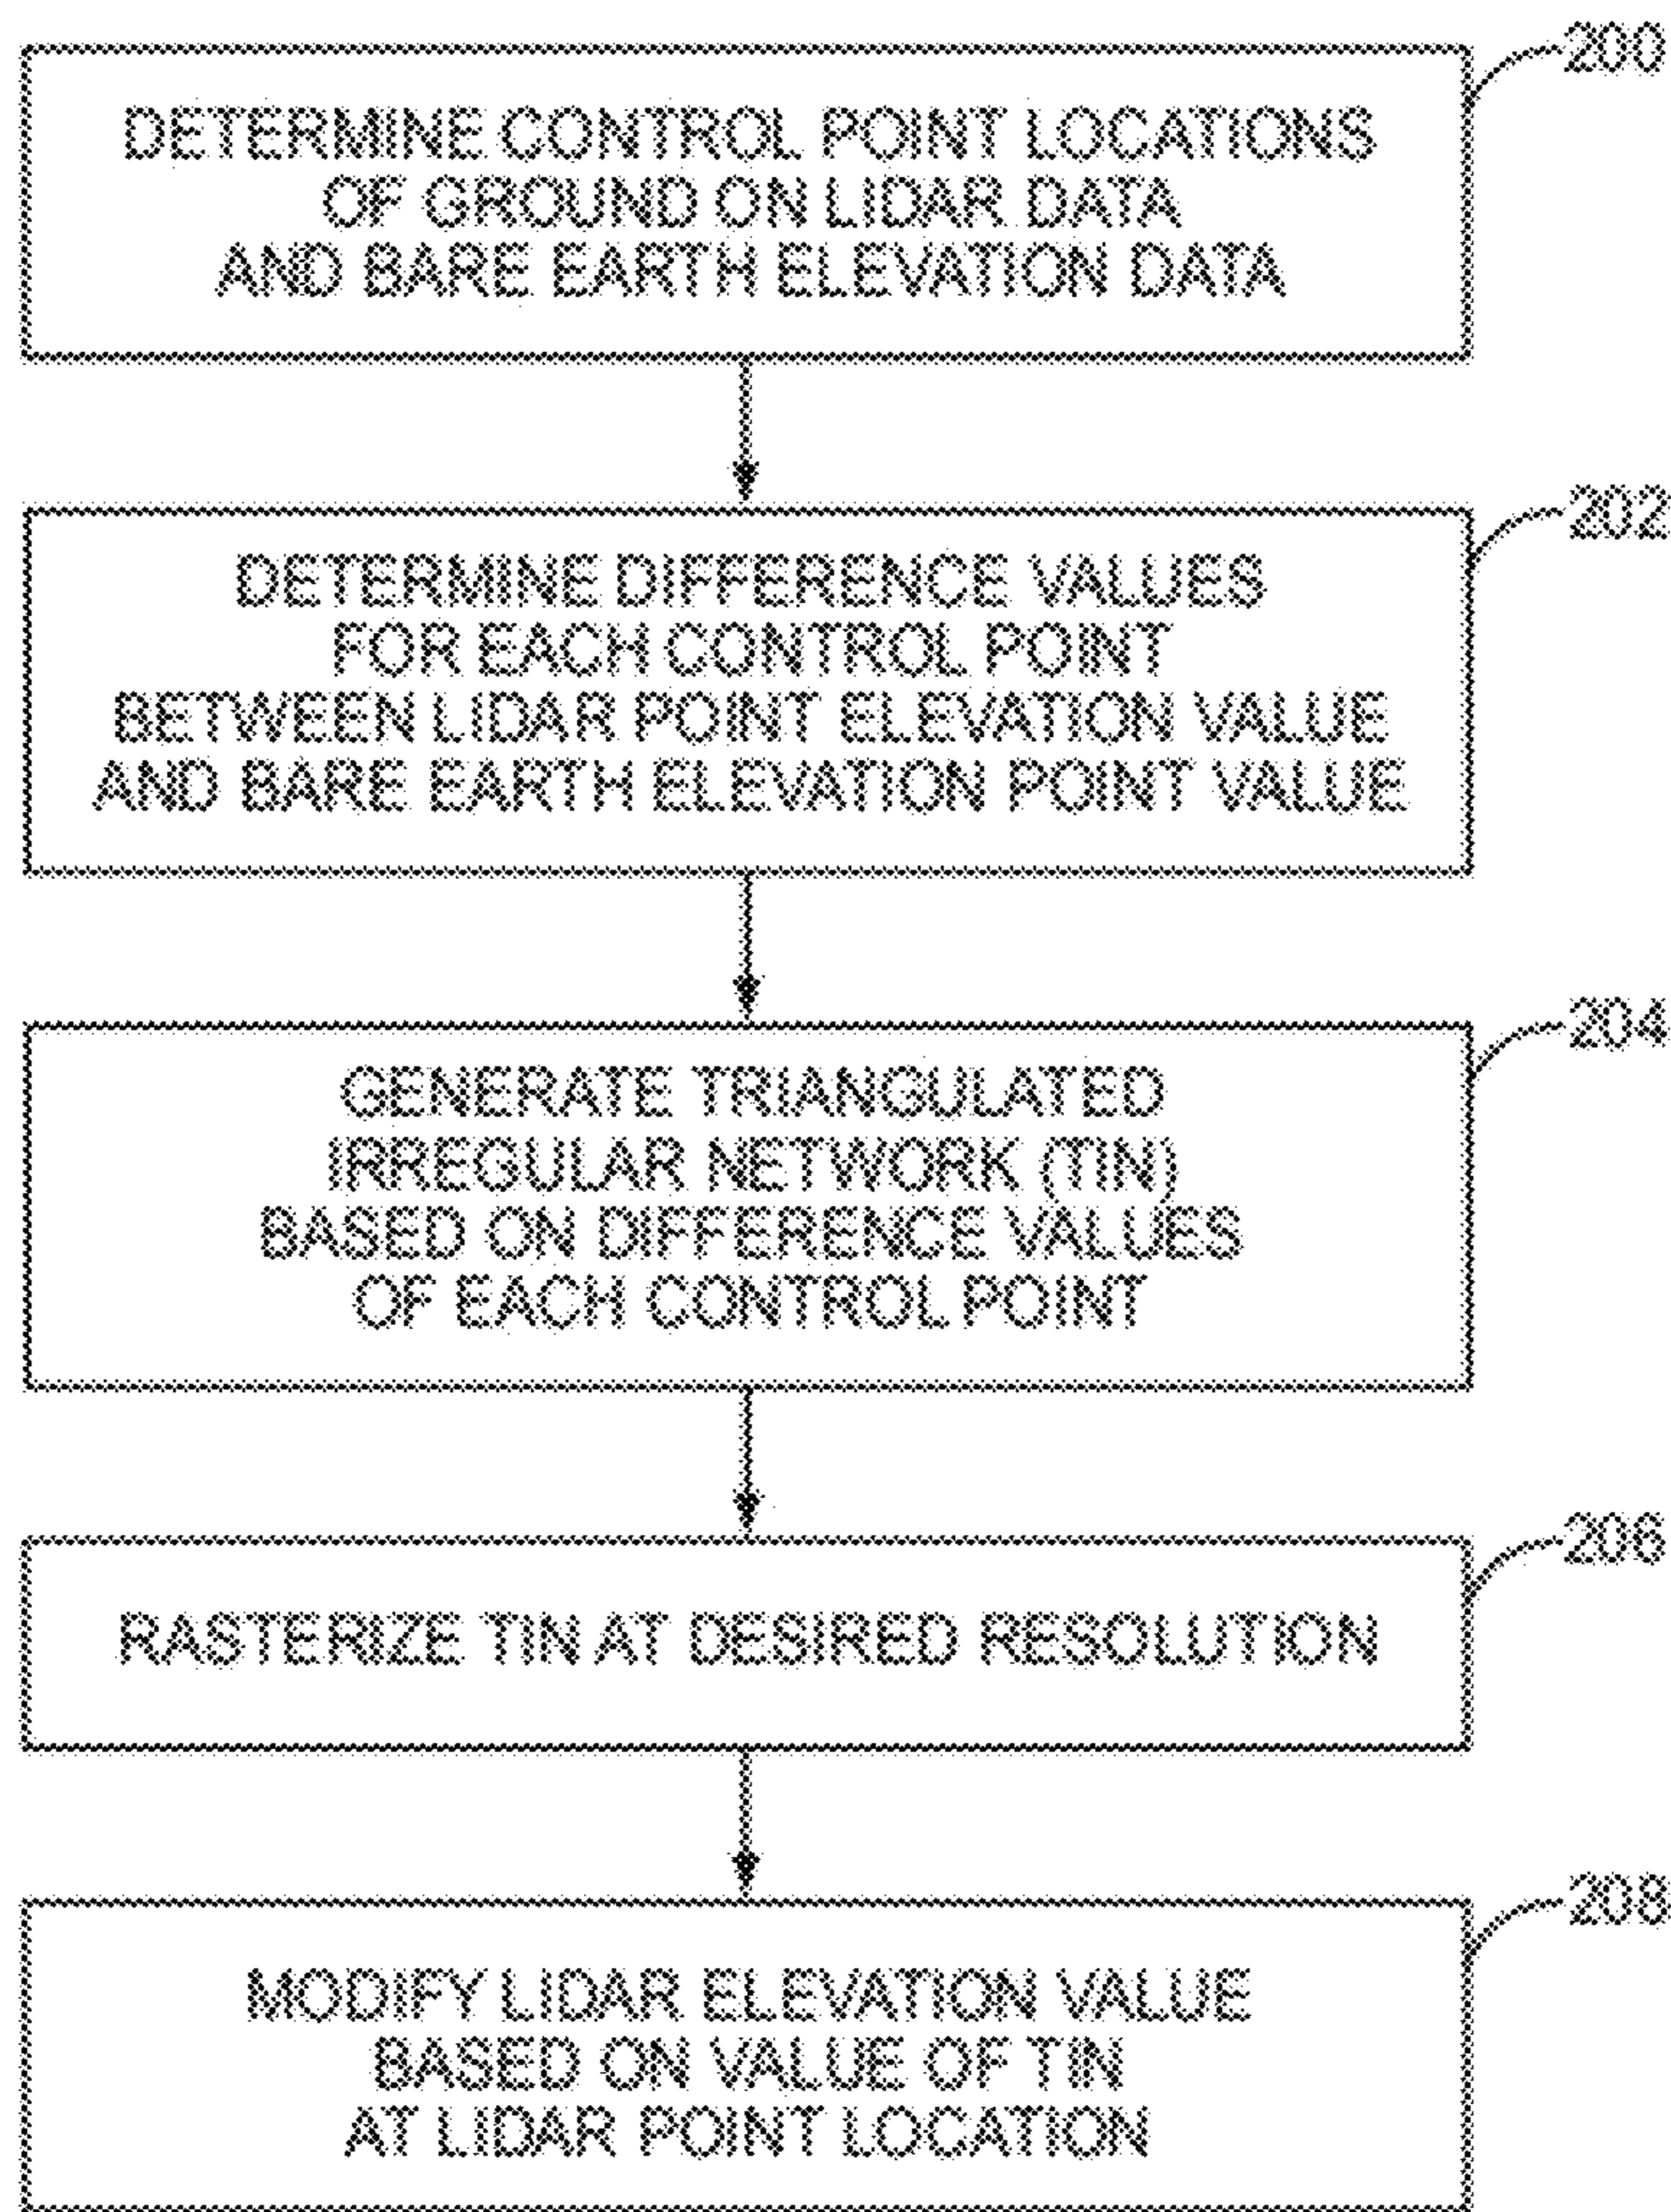 200
DETERMINE CONTROL POINT LOCATIONS
OF GROUND ON LIDAR DATA
AND BARE EARTH ELEVATION DATA
202
DETERMINE DIFFERENCE VALUES
FOR EACH CONTROL POINT
BETWEEN LIDAR POINT ELEVATION VALUE
AND BARE EARTH ELEVATION POINT VALUE
204
GENERATE TRIANGULATED
IRREGULAR NETWORK (TIN)
BASED ON DIFFERENCE VALUES
OF EACH CONTROL POINT
206
RASTERIZE TIN AT DESIRED RESOLUTION
208
MODIFY LIDAR ELEVATION VALUE
BASED ON VALUE OF TIN
AT LIDAR POINT LOCATION